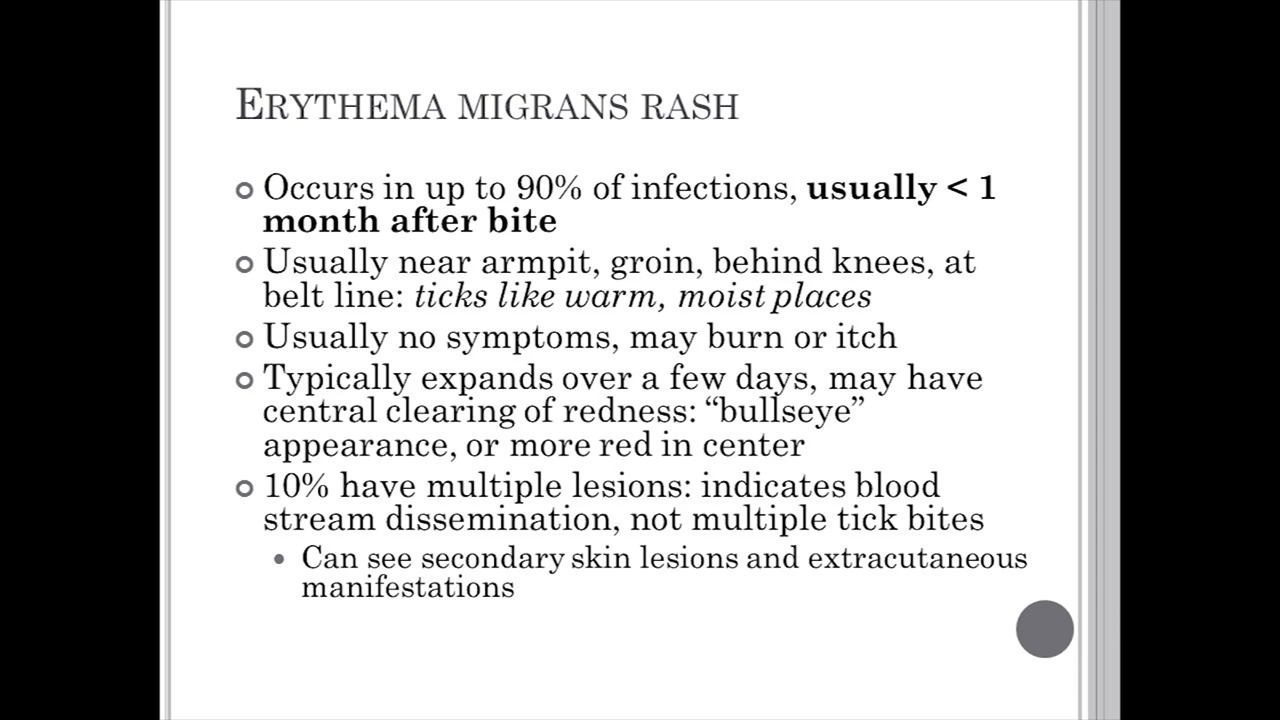 ERYTHEMA MIGRANS RASH
Occurs in up to 90% of infections, usually < 1
month after bite
Usually near armpit, groin, behind knees, at
belt line: ticks like warm, moist places
Usually no symptoms, may burn or itch
Typically expands over a few days, may have
central clearing of redness: “bullseye”
appearance, or more red in center
10% have multiple lesions: indicates blood
stream dissemination, not multiple tick bites
Can see secondary skin lesions and extracutaneous
manifestations